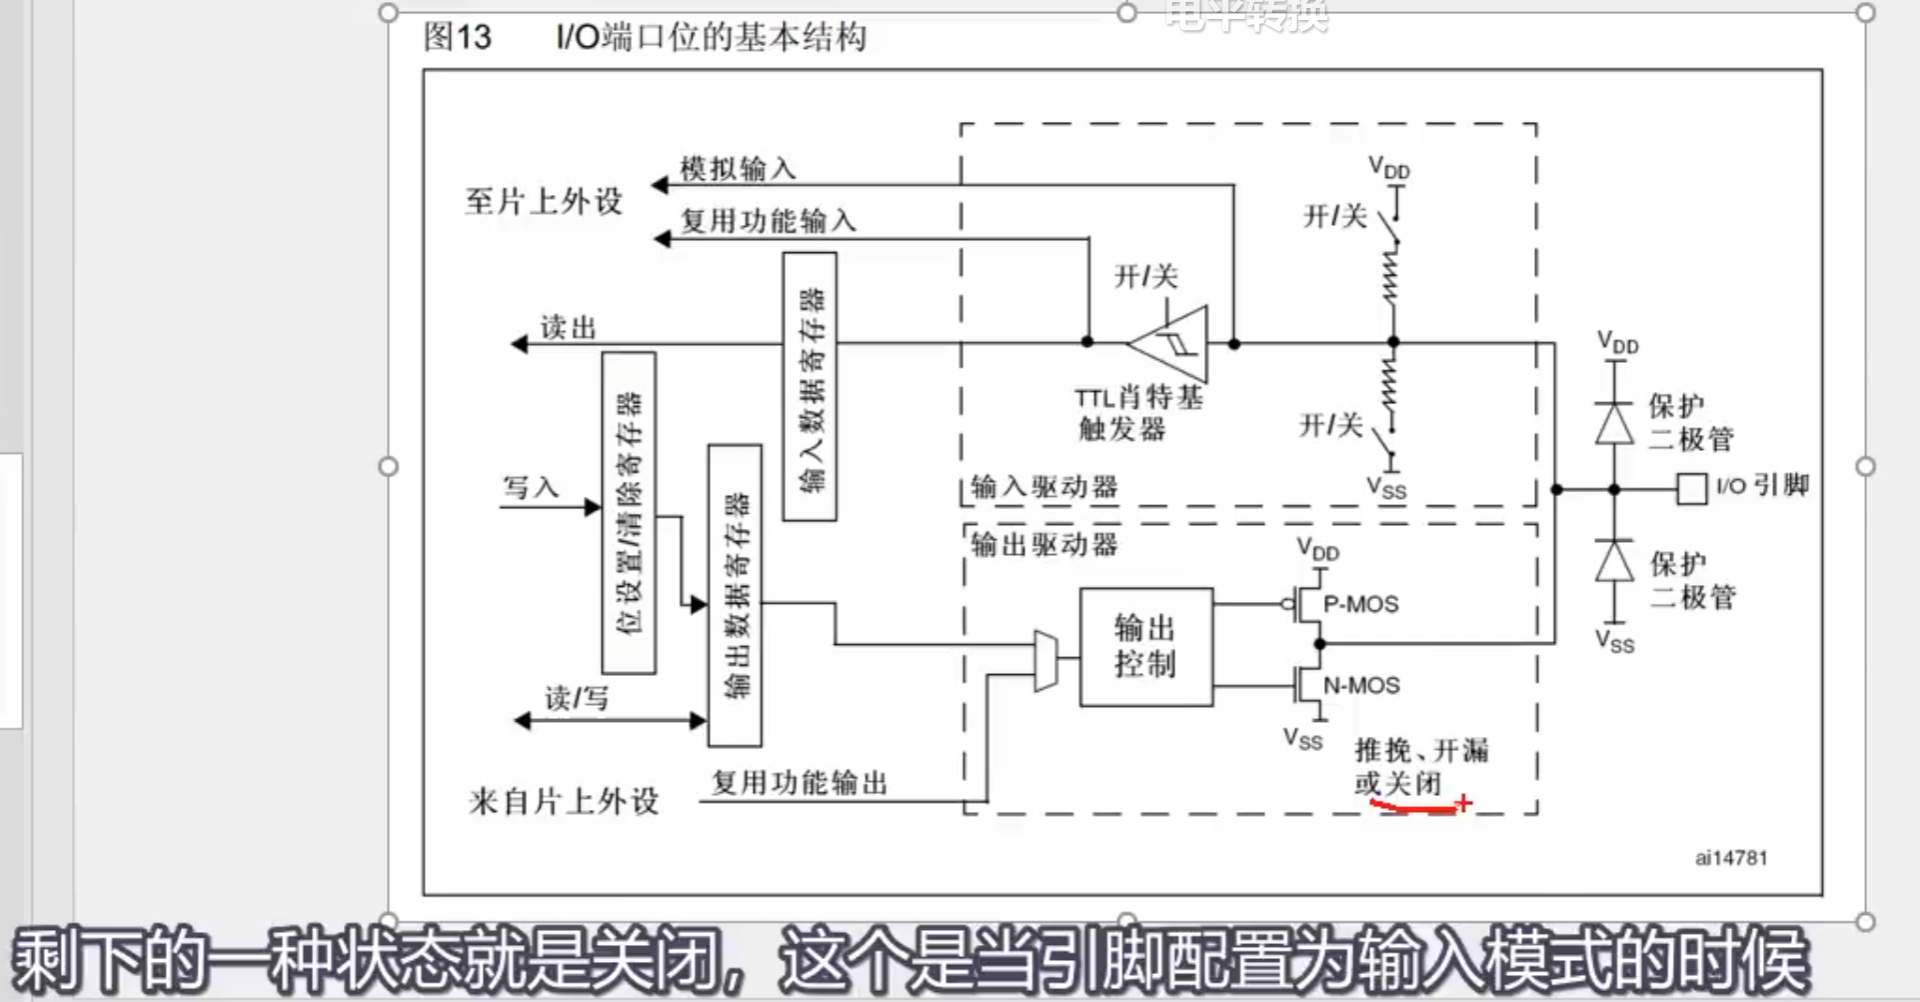 电平转换
图13 I/O端口位的基本结构
模拟输入
至片上外设
复用功能输入
读出
写入
位设置/清除寄存器
读/写
输出数据寄存器
输入数据寄存器
来自片上外设
复用功能输出
开/关
TTL肖特基
触发器
VDD
开/关
开/关
VSS
输入驱动器
输出驱动器
输出
控制
VDD
P-MOS
N-MOS
VSS
推挽、开漏
或关闭
VDD
保护
二极管
I/O 引脚
保护
二极管
VSS
ai14781
剩下的一种状态就是关闭，这个是当引脚配置为输入模式的时候